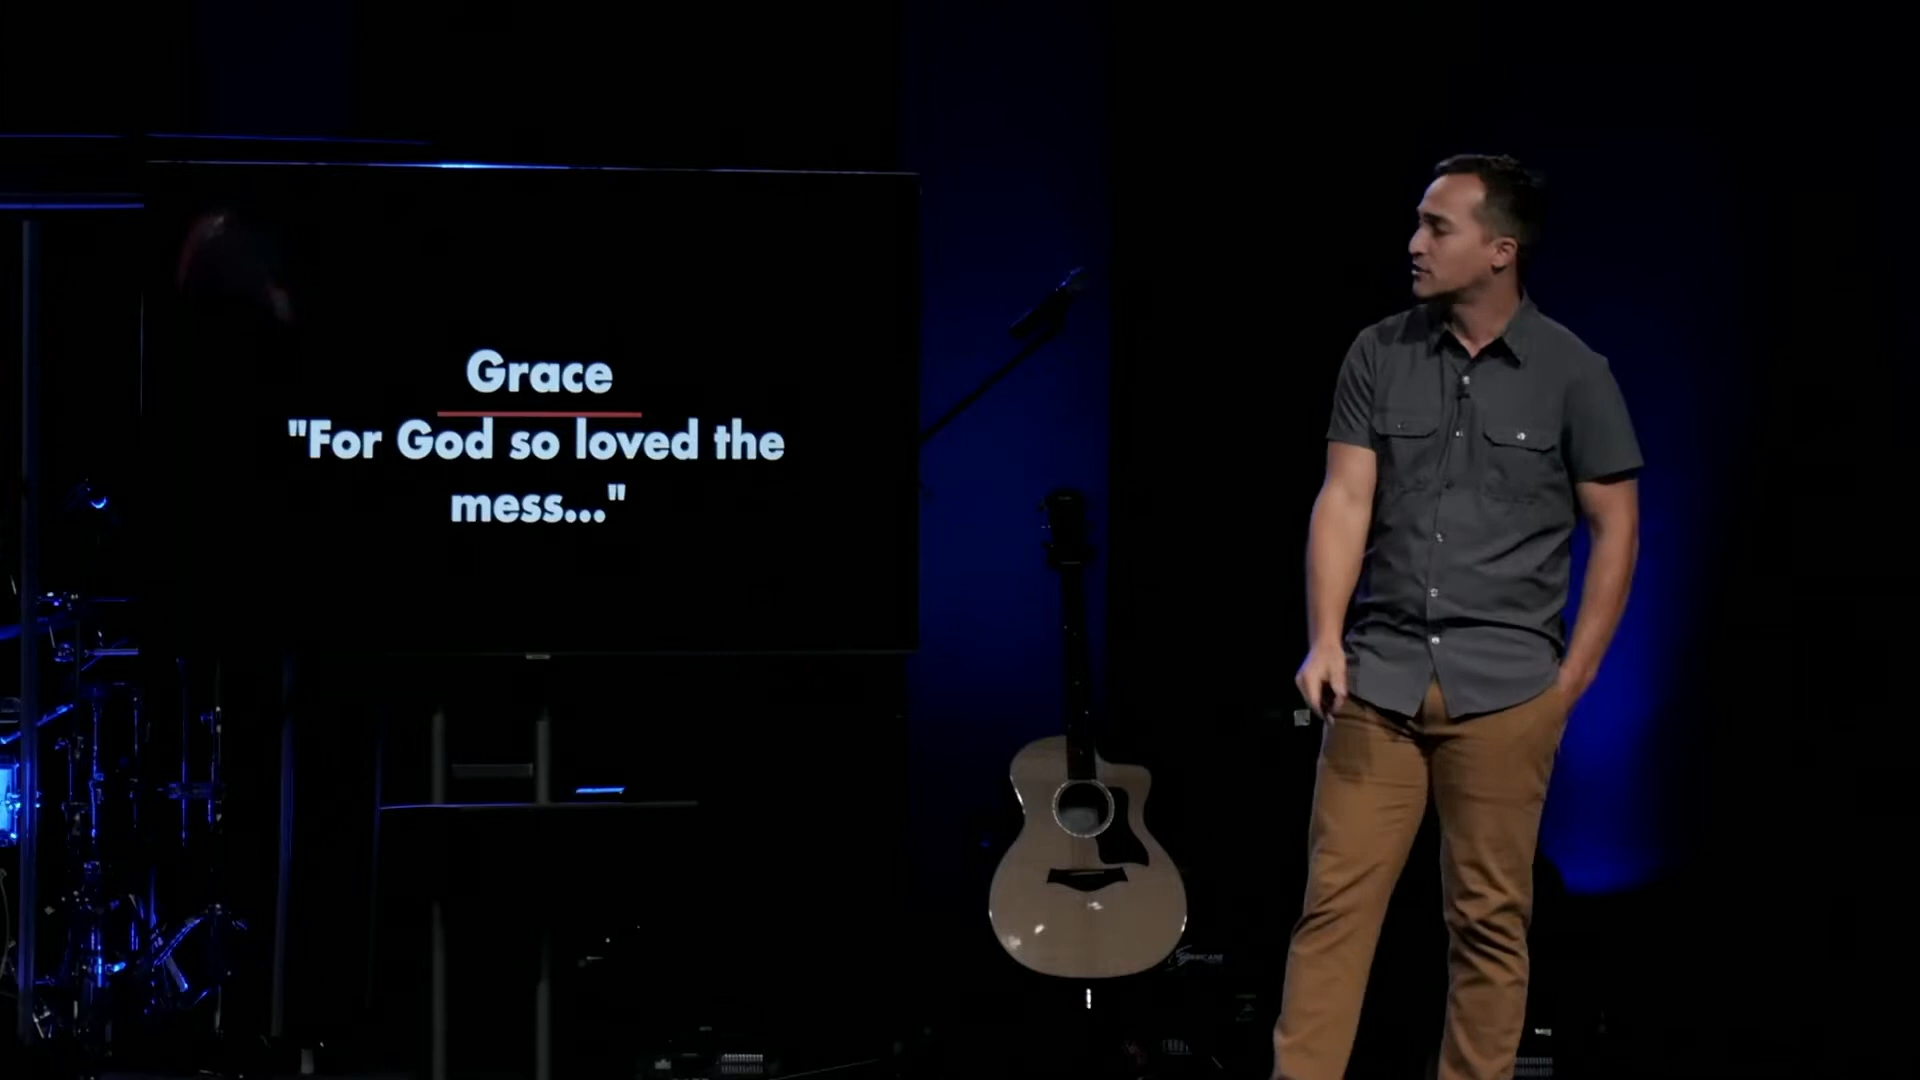 Grace
"For God so loved the
mess..."